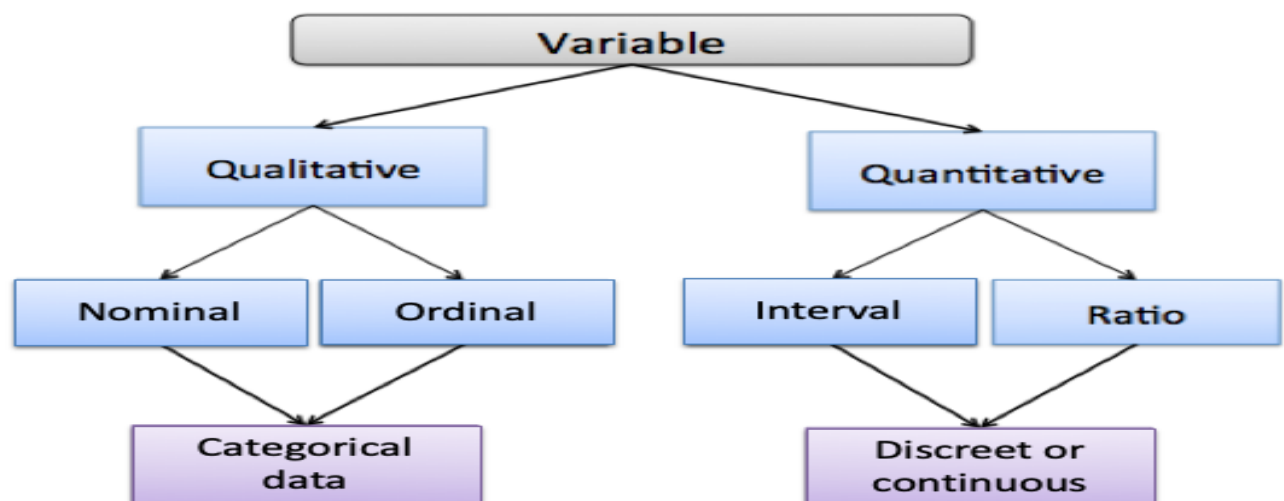 Variable
Qualitative
Quantitative
Nominal
Ordinal
Interval
Ratio
Categorical
data
Discreet or
continuous